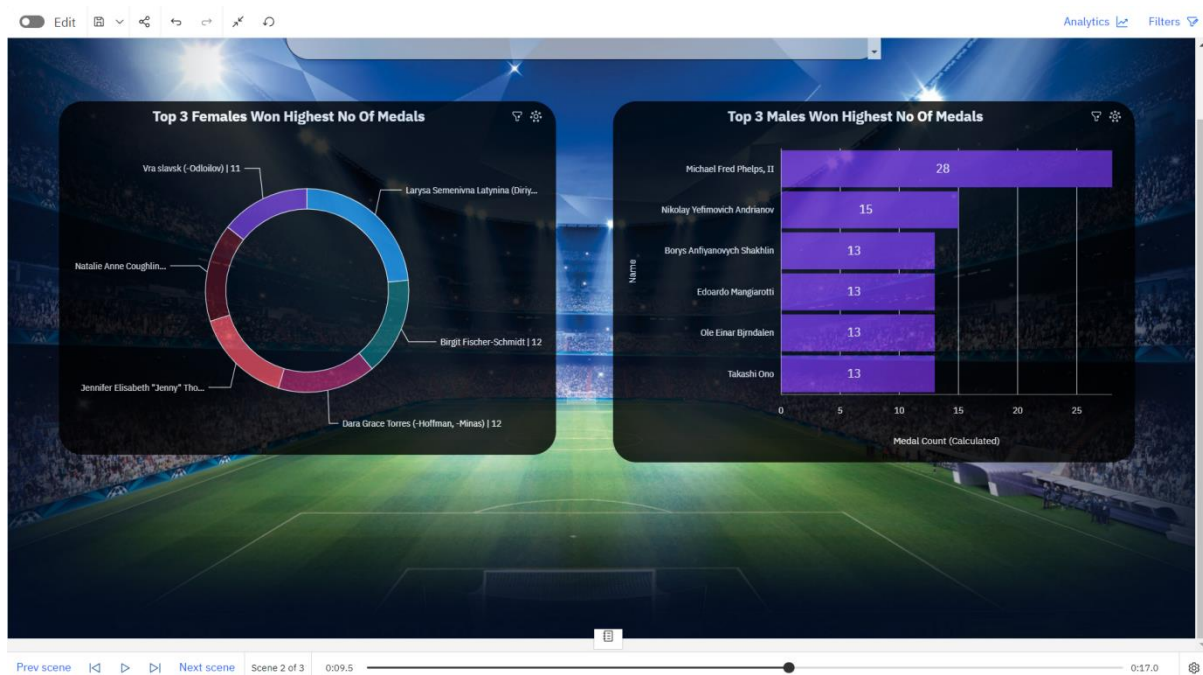 Edit
Analytics
Filters
Top 3 Females Won Highest No Of Medals
Vra slavsk (-Odloilov) | 11
Larysa Semenivna Latynina (Diriy...
Natalie Anne Coughlin...
Birgit Fischer-Schmidt | 12
Jennifer Elisabeth "Jenny" Tho...
Dara Grace Torres (-Hoffman, -Minas) | 12
Top 3 Males Won Highest No Of Medals
Name
Michael Fred Phelps, II
28
Nikolay Yefimovich Andrianov
15
Borys Anfiyanovych Shakhlin
13
Edoardo Mangiarotti
13
Ole Einar Bjrndalen
13
Takashi Ono
13
0 5 10 15 20 25
Medal Count (Calculated)
Prev scene Next scene Scene 2 of 3 0:09.5 0:17.0